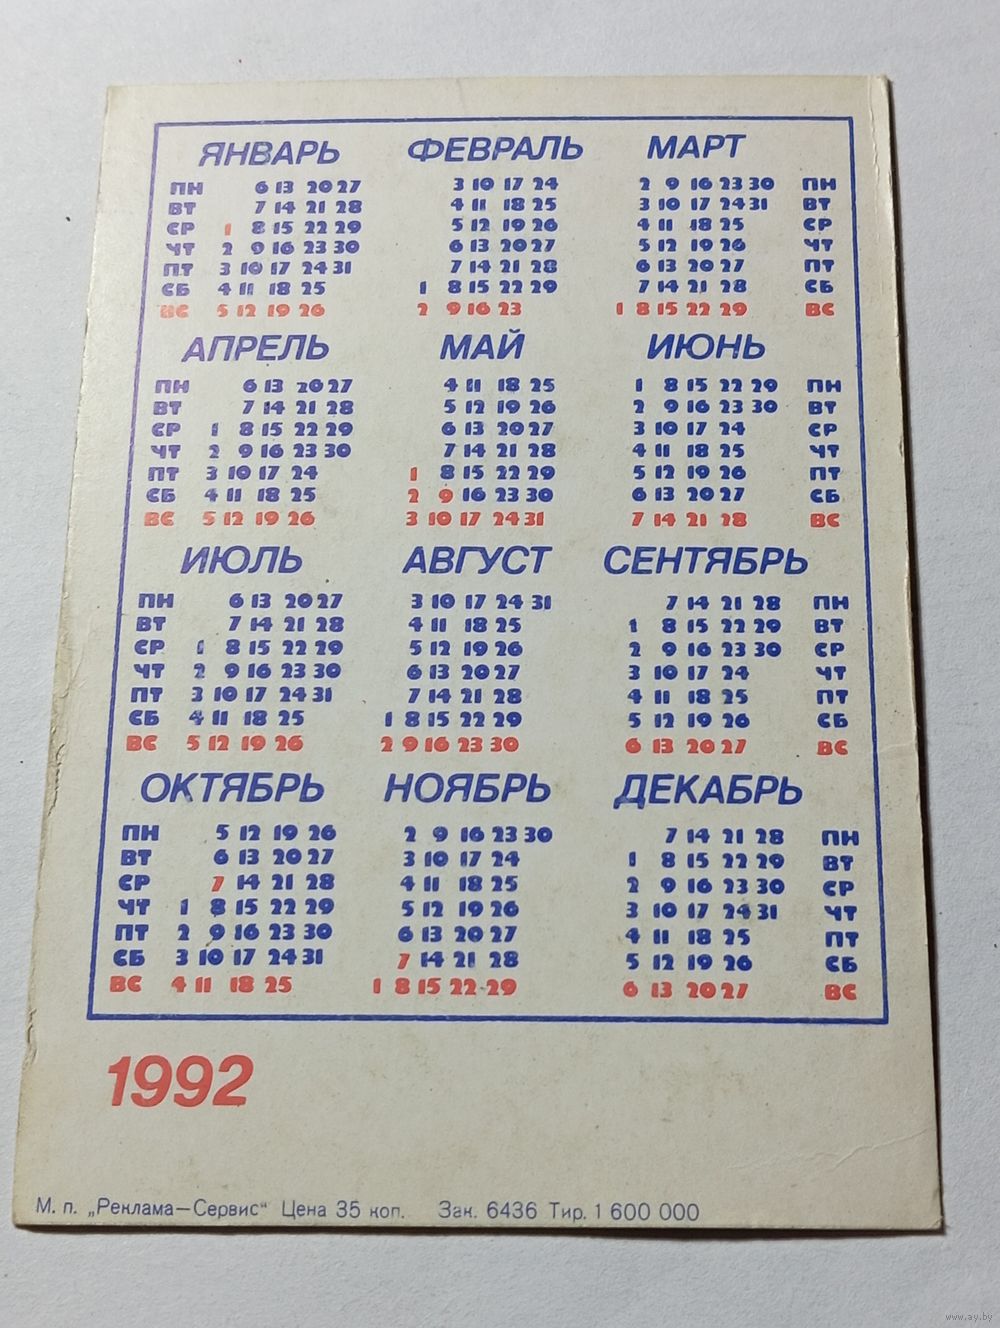 ЯНВАРЬ ФЕВРАЛЬ МАРТ
ПН 6 13 20 27 3 10 17 24 2 9 16 23 30 ПН
ВТ 7 14 21 28 4 11 18 25 3 10 17 24 31 ВТ
СР 1 8 15 22 29 5 12 19 26 4 11 18 25 СР
ЧТ 2 9 16 23 30 6 13 20 27 5 12 19 26 ЧТ
ПТ 3 10 17 24 31 7 14 21 28 6 13 20 27 ПТ
СБ 4 11 18 25 1 8 15 22 29 7 14 21 28 СБ
ВС 5 12 19 26 2 9 16 23 1 8 15 22 29 ВС
АПРЕЛЬ МАЙ ИЮНЬ
ПН 6 13 20 27 4 11 18 25 1 8 15 22 29 ПН
ВТ 7 14 21 28 5 12 19 26 2 9 16 23 30 ВТ
СР 1 8 15 22 29 6 13 20 27 3 10 17 24 СР
ЧТ 2 9 16 23 30 7 14 21 28 4 11 18 25 ЧТ
ПТ 3 10 17 24 1 8 15 22 29 5 12 19 26 ПТ
СБ 4 11 18 25 2 9 16 23 30 6 13 20 27 СБ
ВС 5 12 19 26 3 10 17 24 31 7 14 21 28 ВС
ИЮЛЬ АВГУСТ СЕНТЯБРЬ
ПН 6 13 20 27 3 10 17 24 31 7 14 21 28 ПН
ВТ 7 14 21 28 4 11 18 25 1 8 15 22 29 ВТ
СР 1 8 15 22 29 5 12 19 26 2 9 16 23 30 СР
ЧТ 2 9 16 23 30 6 13 20 27 3 10 17 24 ЧТ
ПТ 3 10 17 24 31 7 14 21 28 4 11 18 25 ПТ
СБ 4 11 18 25 1 8 15 22 29 5 12 19 26 СБ
ВС 5 12 19 26 2 9 16 23 30 6 13 20 27 ВС
ОКТЯБРЬ НОЯБРЬ ДЕКАБРЬ
ПН 5 12 19 26 2 9 16 23 30 7 14 21 28 ПН
ВТ 6 13 20 27 3 10 17 24 1 8 15 22 29 ВТ
СР 7 14 21 28 4 11 18 25 2 9 16 23 30 СР
ЧТ 1 8 15 22 29 5 12 19 26 3 10 17 24 31 ЧТ
ПТ 2 9 16 23 30 6 13 20 27 4 11 18 25 ПТ
СБ 3 10 17 24 31 7 14 21 28 5 12 19 26 СБ
ВС 4 11 18 25 1 8 15 22 29 6 13 20 27 ВС
1992
М. п. „Реклама—Сервис“ Цена 35 коп. Зак. 6436 Тир. 1 600 000
www.ay.by